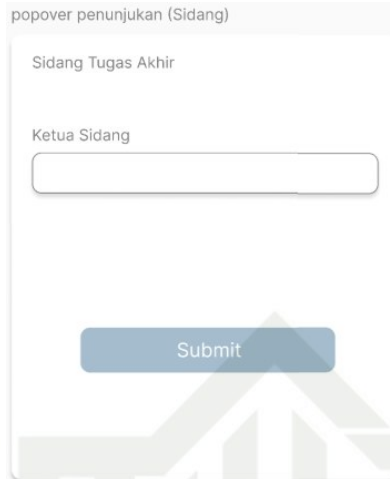 popover penunjukan (Sidang)
Sidang Tugas Akhir
Ketua Sidang
Submit